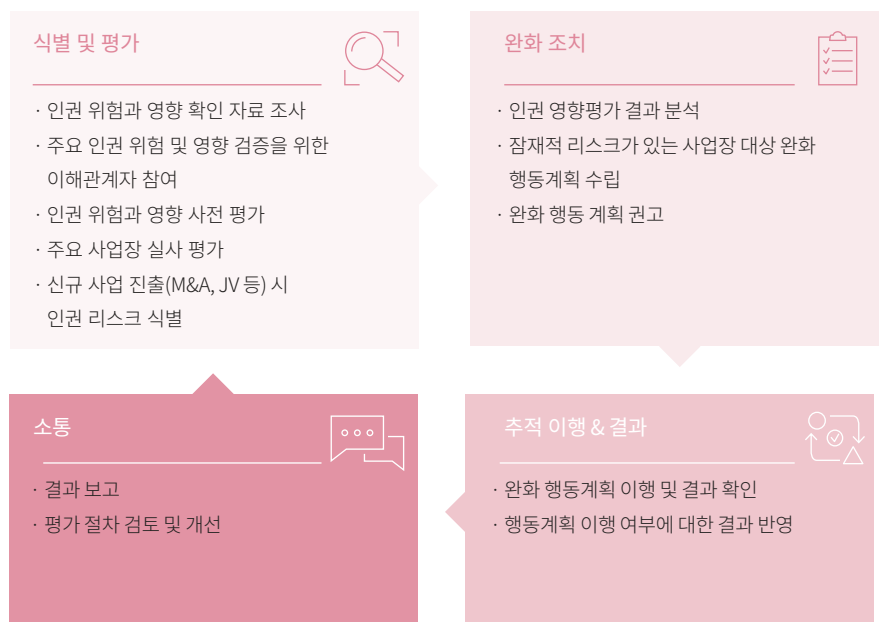 식별 및 평가
· 인권 위험과 영향 확인 자료 조사
· 주요 인권 위험 및 영향 검증을 위한
이해관계자 참여
· 인권 위험과 영향 사전 평가
· 주요 사업장 실사 평가
· 신규 사업 진출(M&A, JV 등) 시
인권 리스크 식별
완화 조치
· 인권 영향평가 결과 분석
· 잠재적 리스크가 있는 사업장 대상 완화
행동계획 수립
· 완화 행동 계획 권고
추적 이행 & 결과
· 완화 행동계획 이행 및 결과 확인
· 행동계획 이행 여부에 대한 결과 반영
소통
· 결과 보고
· 평가 절차 검토 및 개선